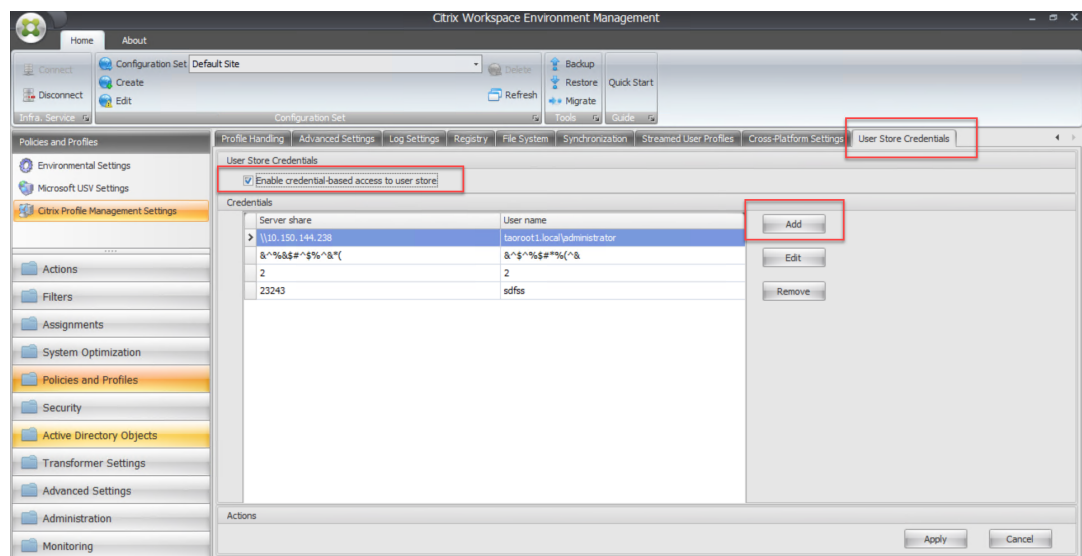 Citrix Workspace Environment Management
Home About
Connect
Disconnect
Infra. Service
Configuration Set Default Site
Create
Edit
Delete
Refresh
Configuration Set
Backup
Restore
Migrate
Tools
Quick Start
Guide
Policies and Profiles
Environmental Settings
Microsoft USV Settings
Citrix Profile Management Settings
Actions
Filters
Assignments
System Optimization
Policies and Profiles
Security
Active Directory Objects
Transformer Settings
Advanced Settings
Administration
Monitoring
Profile Handling Advanced Settings Log Settings Registry File System Synchronization Streamed User Profiles Cross-Platform Settings User Store Credentials
User Store Credentials
Enable credential-based access to user store
Credentials
Server share User name
\\10.150.144.238 taoroot1.local\administrator
&^%&$#^$%^&*( &^$^%$#*%(^&
2 2
23243 sdfss
Add
Edit
Remove
Actions
Apply Cancel